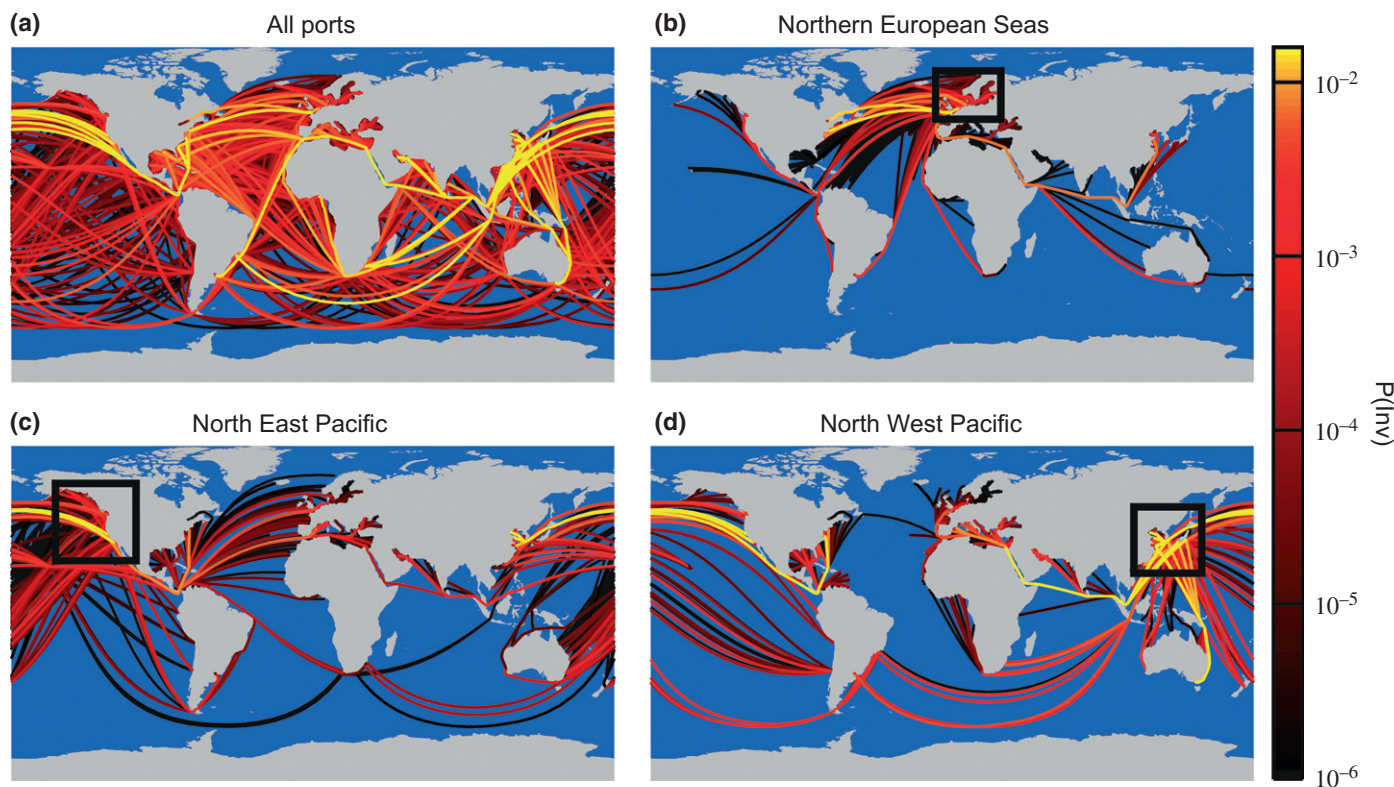 (a) All ports
(b) Northern European Seas
(c) North East Pacific
(d) North West Pacific
10⁻²
10⁻³
10⁻⁴
10⁻⁵
10⁻⁶
P(Inv)